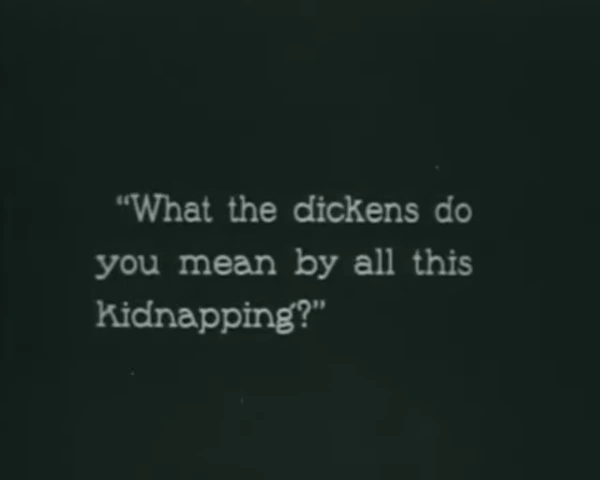 “What the dickens do
you mean by all this
kidnapping?”